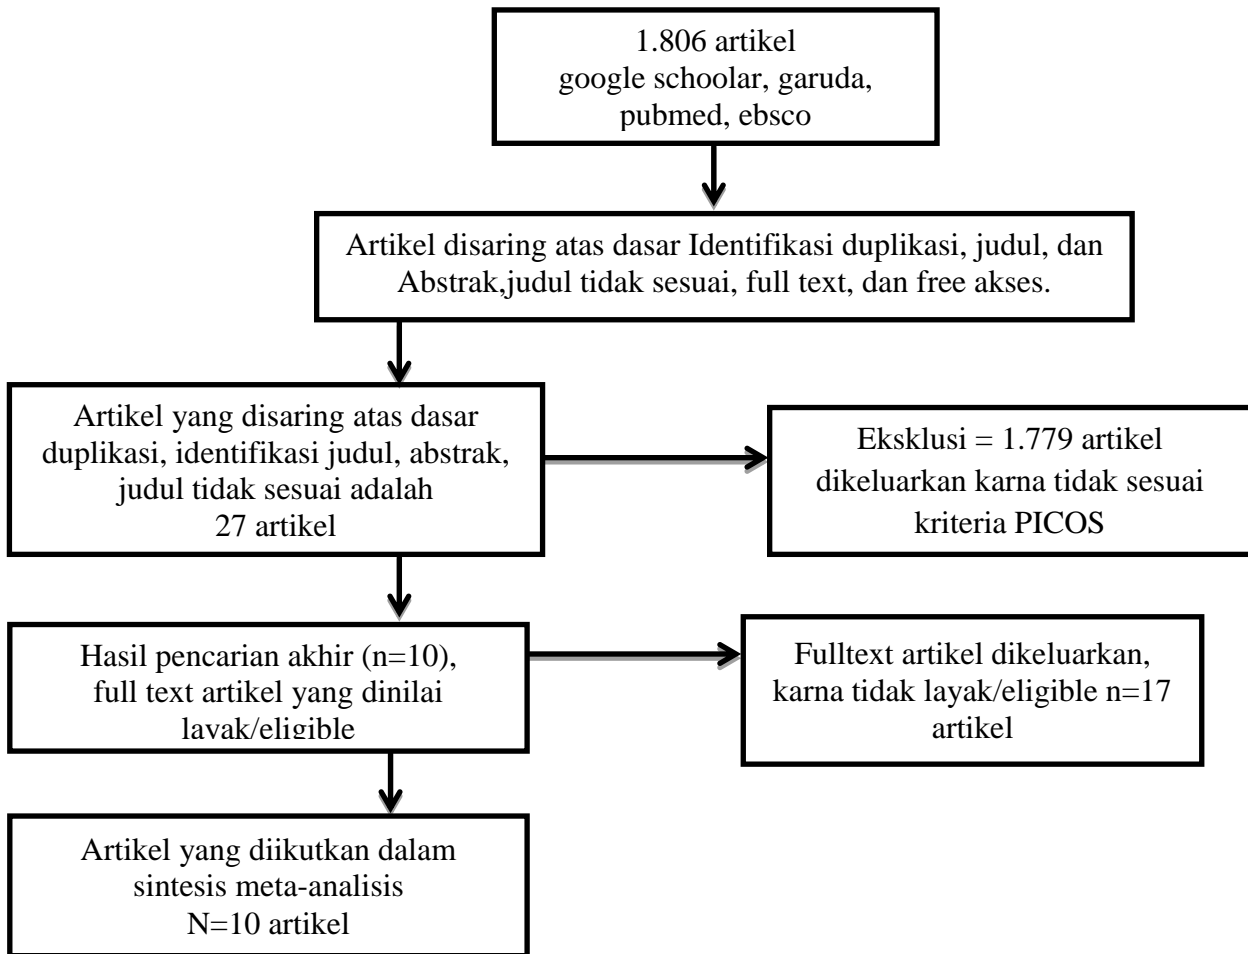 1.806 artikel
google schoolar, garuda,
pubmed, ebsco
Artikel disaring atas dasar Identifikasi duplikasi, judul, dan
Abstrak,judul tidak sesuai, full text, dan free akses.
Artikel yang disaring atas dasar
duplikasi, identifikasi judul, abstrak,
judul tidak sesuai adalah
27 artikel
Eksklusi = 1.779 artikel
dikeluarkan karna tidak sesuai
kriteria PICOS
Hasil pencarian akhir (n=10),
full text artikel yang dinilai
layak/eligible
Fulltext artikel dikeluarkan,
karna tidak layak/eligible n=17
artikel
Artikel yang diikutkan dalam
sintesis meta-analisis
N=10 artikel